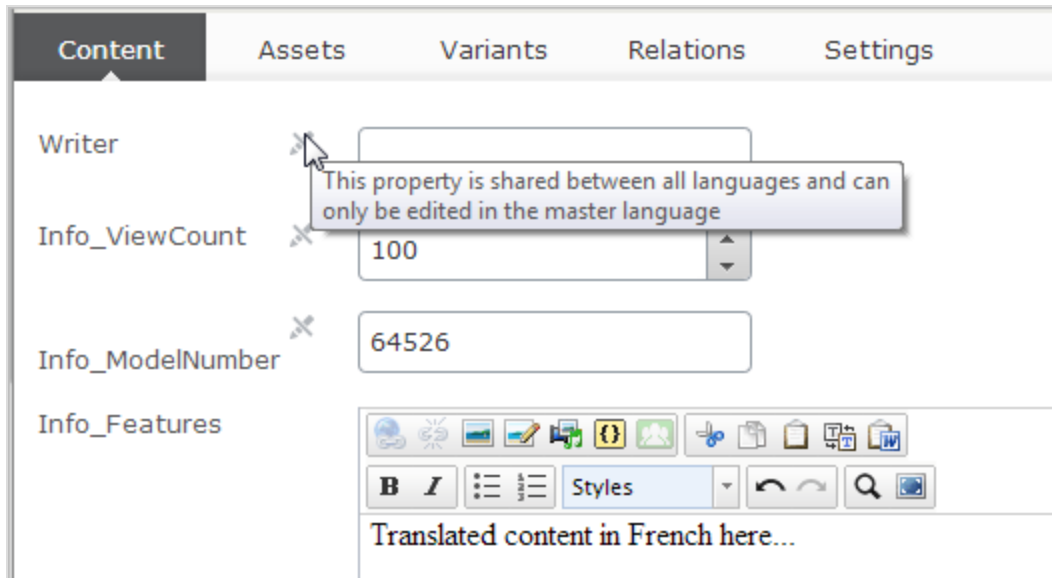 Content Assets Variants Relations Settings
Writer
This property is shared between all languages and can
only be edited in the master language
Info_ViewCount
100
Info_ModelNumber
64526
Info_Features
B I Styles
Translated content in French here...